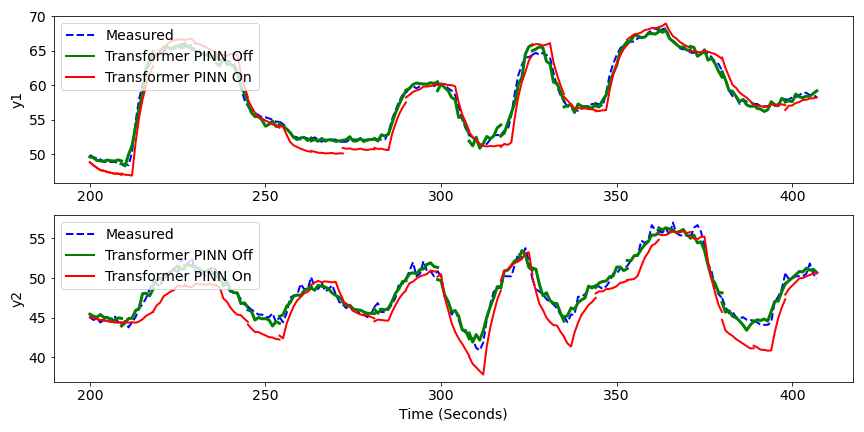 70
65
60
55
50
y1
Measured
Transformer PINN Off
Transformer PINN On
200
250
300
350
400
55
50
45
40
y2
Measured
Transformer PINN Off
Transformer PINN On
200
250
300
350
400
Time (Seconds)